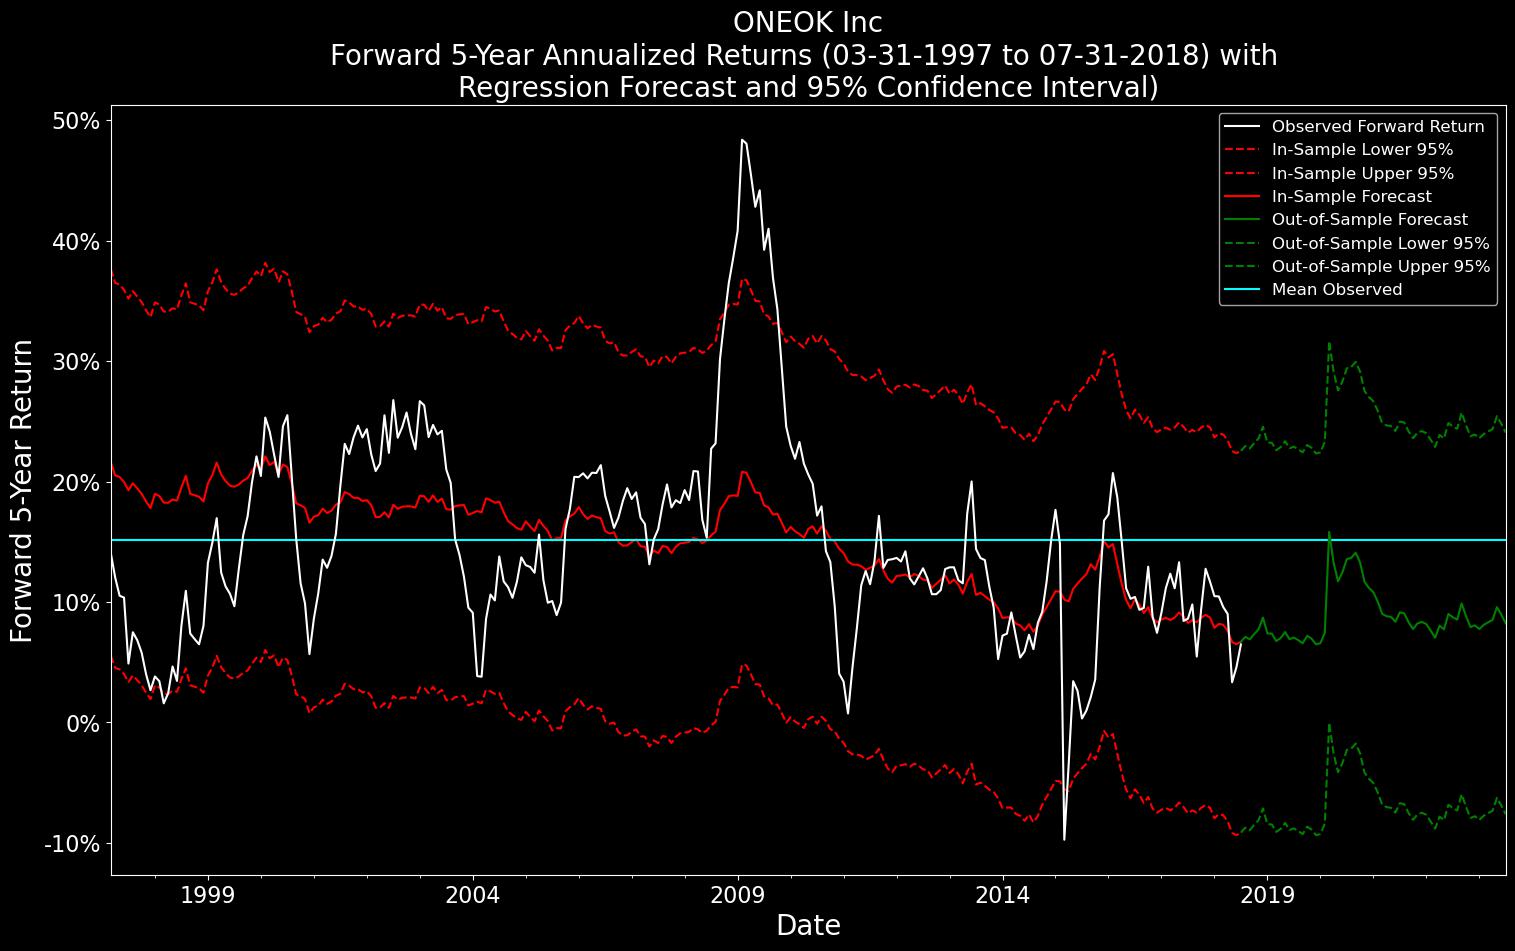 ONEOK Inc
Forward 5-Year Annualized Returns (03-31-1997 to 07-31-2018) with
Regression Forecast and 95% Confidence Interval)
50%
40%
30%
20%
10%
0%
-10%
Forward 5-Year Return
Observed Forward Return
In-Sample Lower 95%
In-Sample Upper 95%
In-Sample Forecast
Out-of-Sample Forecast
Out-of-Sample Lower 95%
Out-of-Sample Upper 95%
Mean Observed
1999 2004 2009 2014 2019
Date